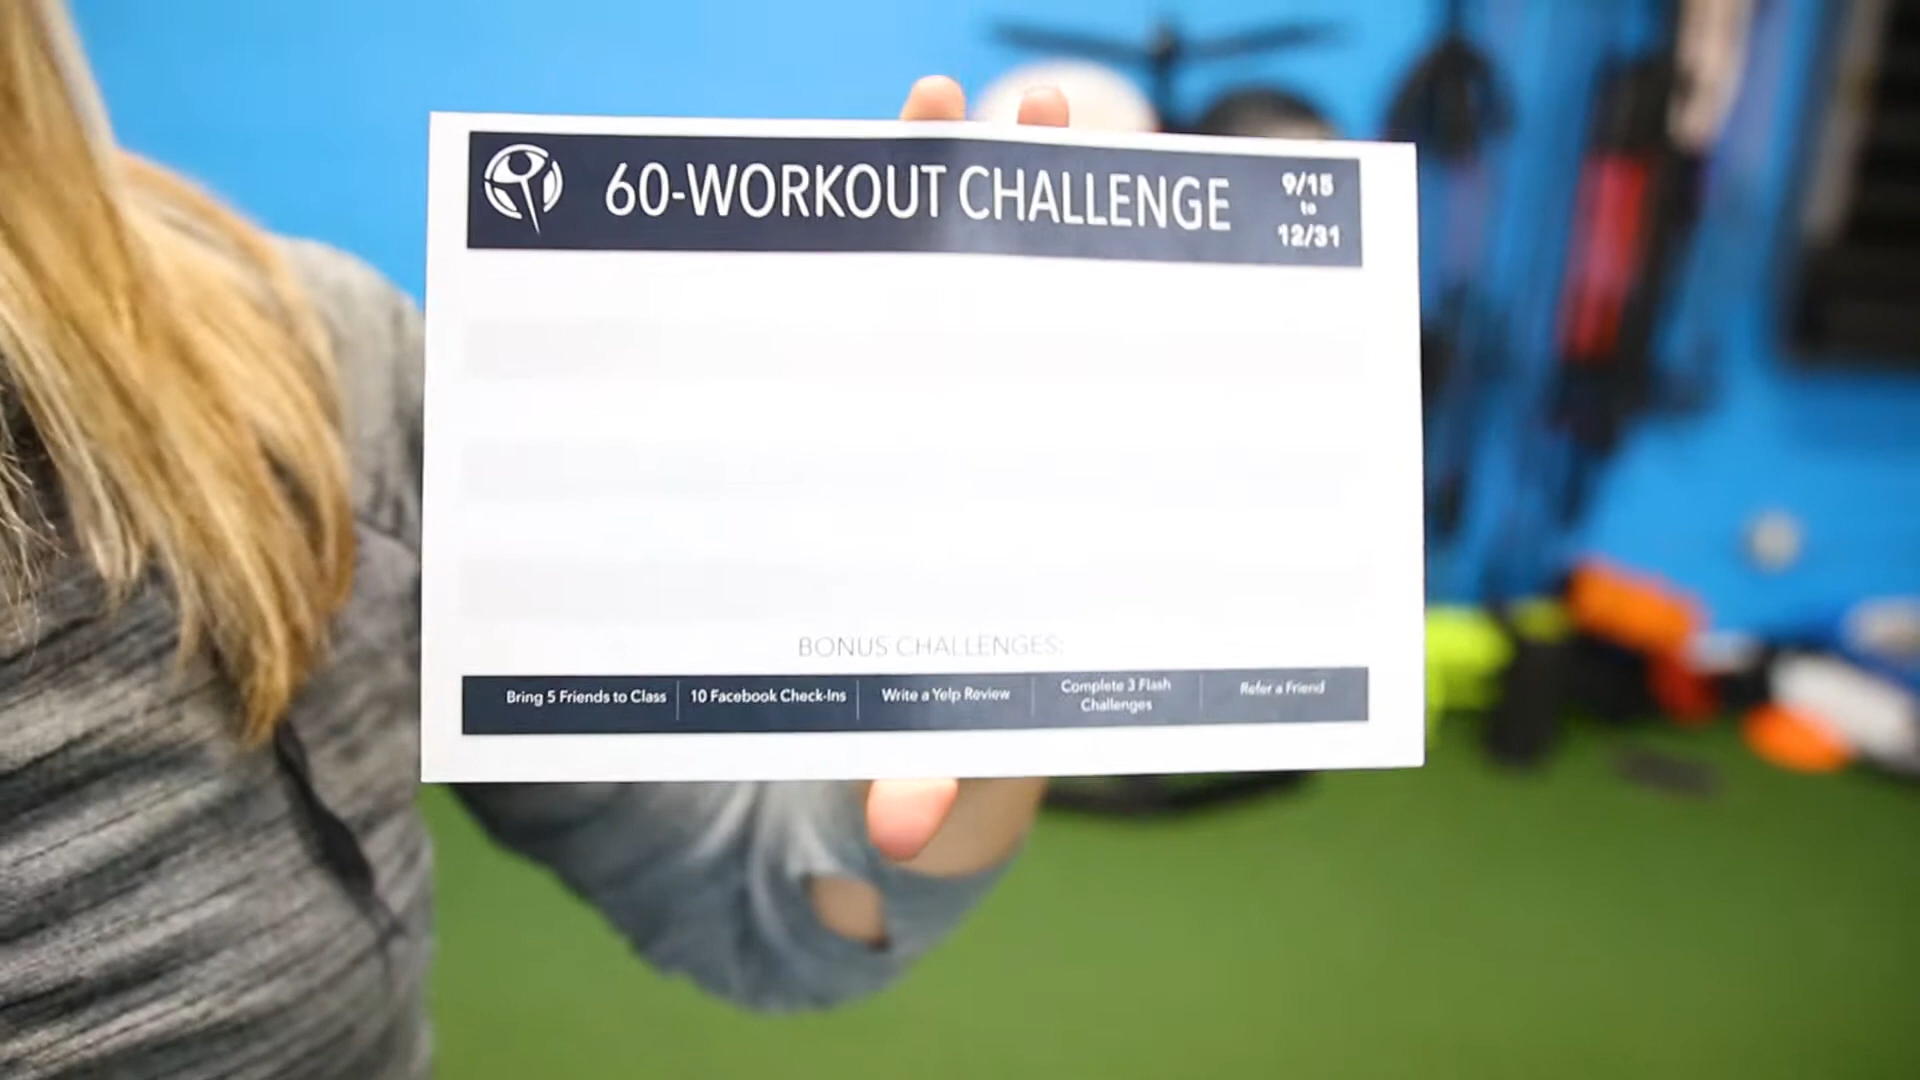 60-WORKOUT CHALLENGE
9/15
to
12/31
BONUS CHALLENGES:
Bring 5 Friends to Class
10 Facebook Check-Ins
Write a Yelp Review
Complete 3 Flash
Challenges
Refer a Friend